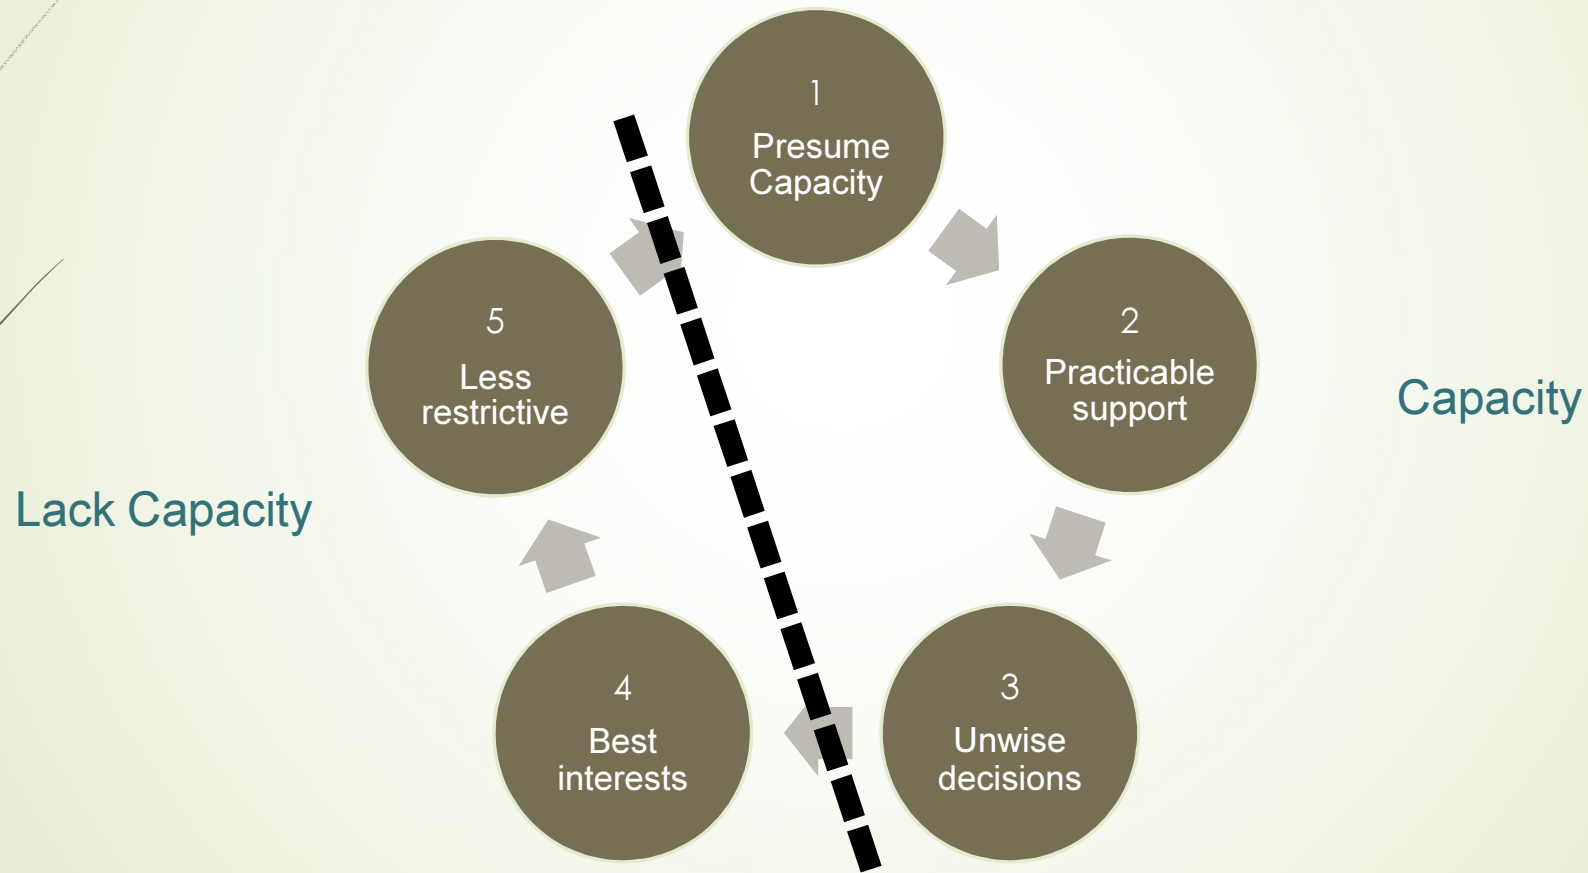 1
Presume
Capacity
2
Practicable
support
3
Unwise
decisions
4
Best
interests
5
Less
restrictive
Capacity
Lack Capacity